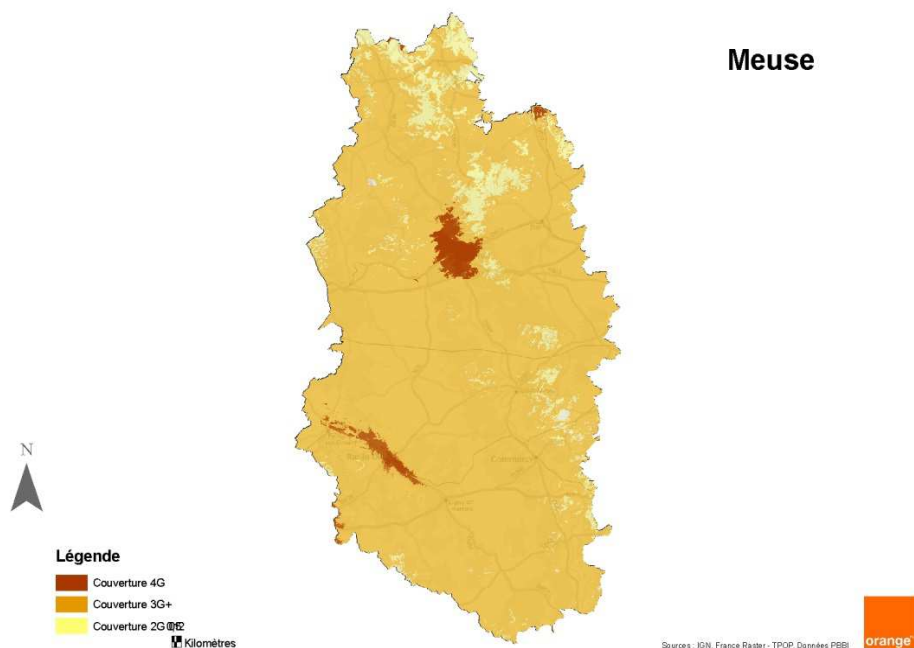 Meuse
N
Légende
Couverture 4G
Couverture 3G+
Couverture 2G
Kilomètres
Sources : IGN, France Raster - TPOP, Données PBBI
orange